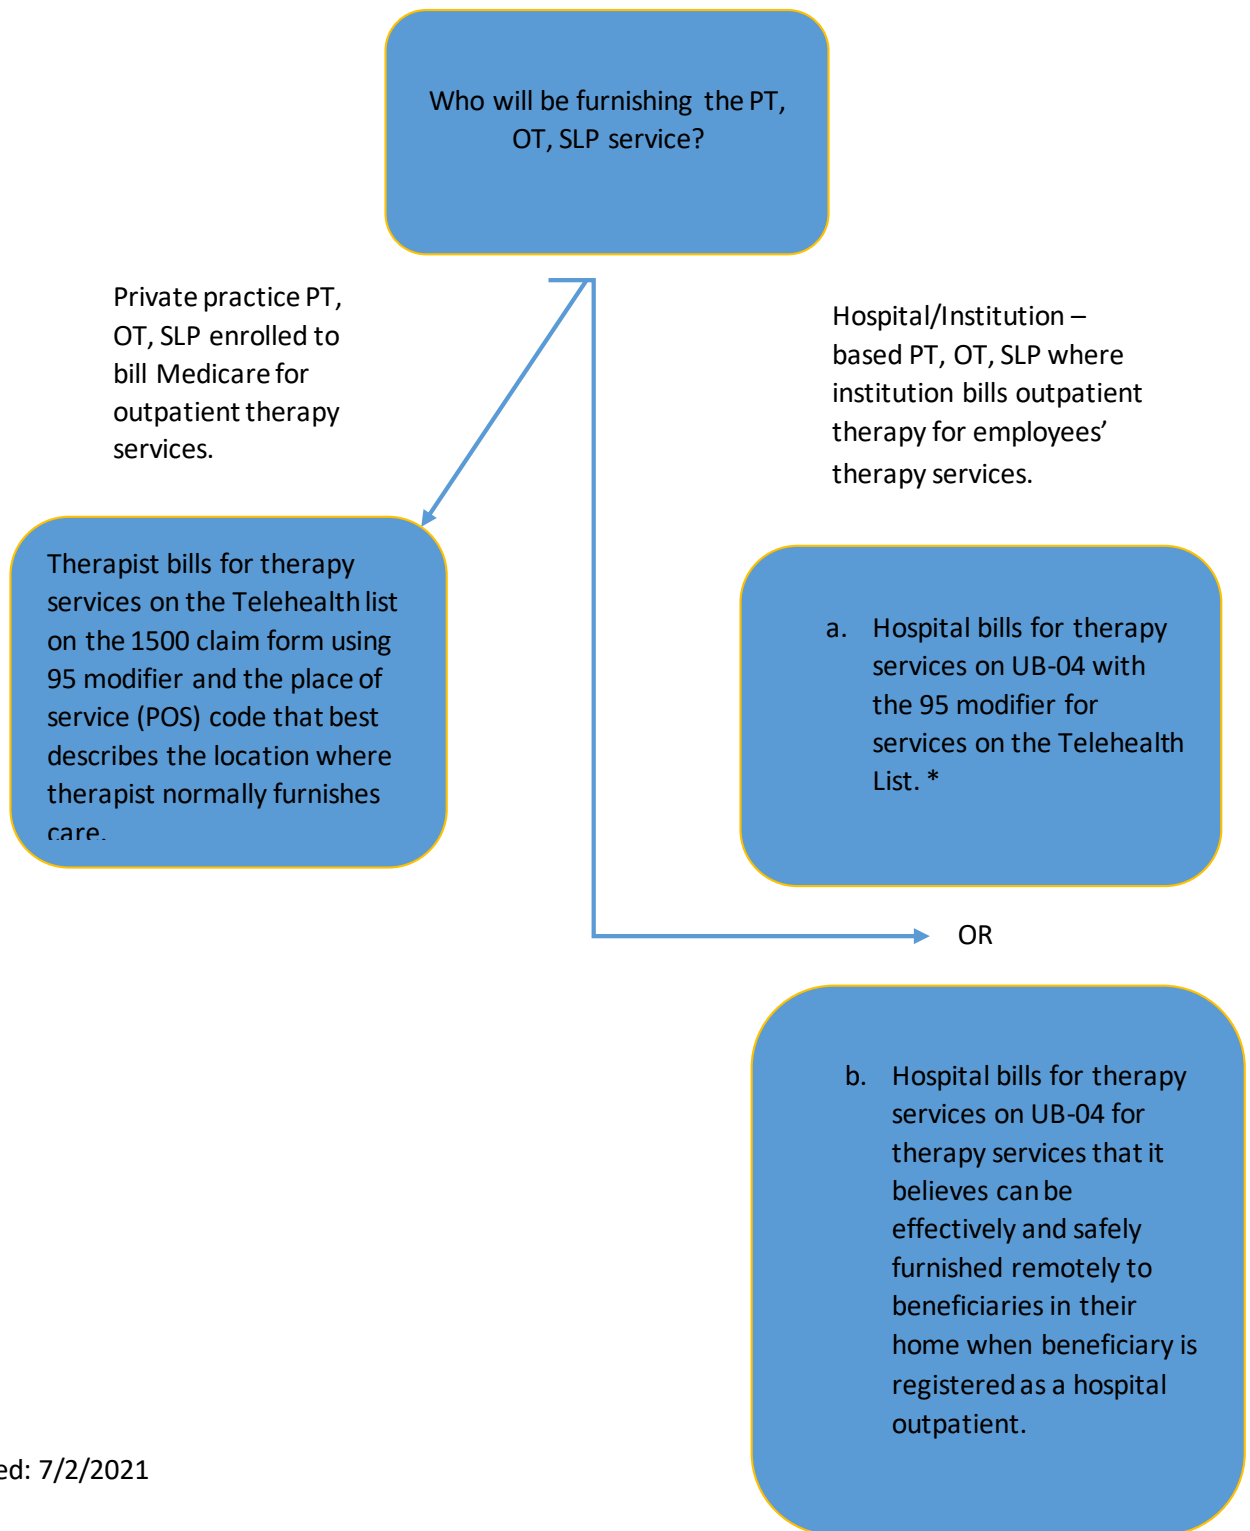 Who will be furnishing the PT,
OT, SLP service?
Private practice PT,
OT, SLP enrolled to
bill Medicare for
outpatient therapy
services.
Hospital/Institution –
based PT, OT, SLP where
institution bills outpatient
therapy for employees’
therapy services.
Therapist bills for therapy
services on the Telehealth list
on the 1500 claim form using
95 modifier and the place of
service (POS) code that best
describes the location where
therapist normally furnishes
care.
a. Hospital bills for therapy
services on UB-04 with
the 95 modifier for
services on the Telehealth
List. *
OR
b. Hospital bills for therapy
services on UB-04 for
therapy services that it
believes can be
effectively and safely
furnished remotely to
beneficiaries in their
home when beneficiary is
registered as a hospital
outpatient.
ed: 7/2/2021